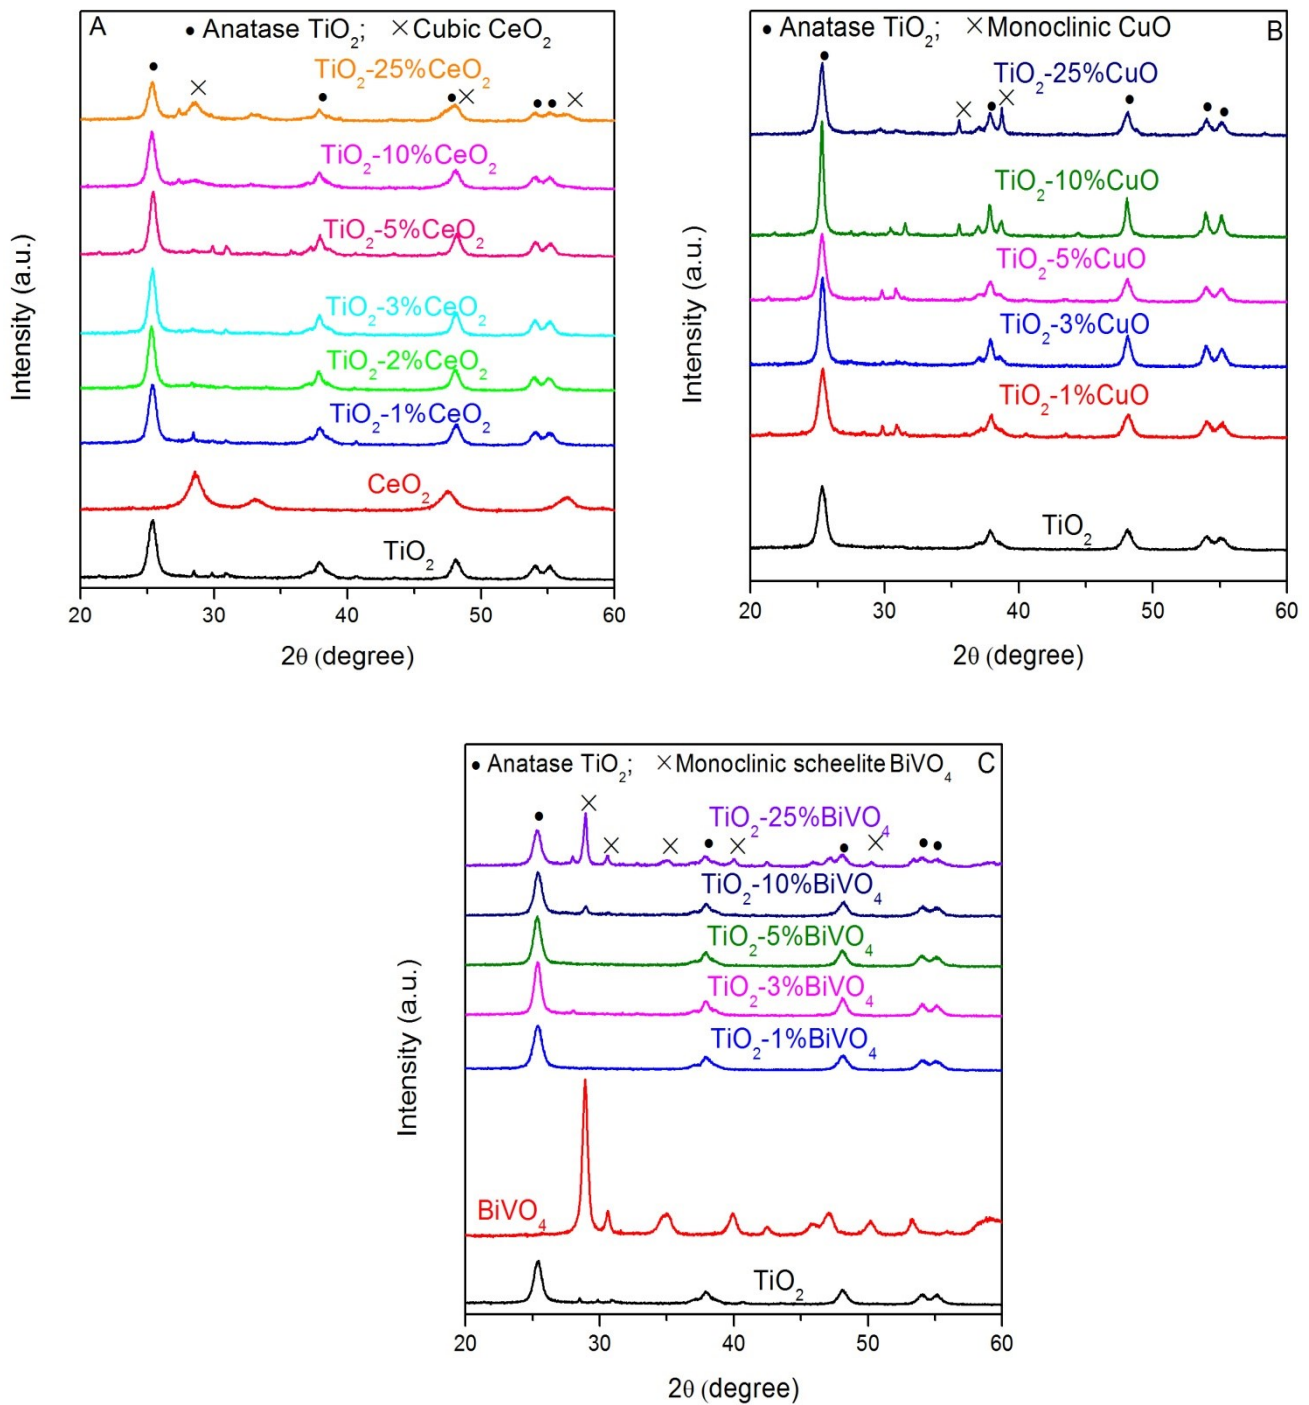 A
● Anatase TiO₂; × Cubic CeO₂
TiO₂-25%CeO₂
TiO₂-10%CeO₂
TiO₂-5%CeO₂
TiO₂-3%CeO₂
TiO₂-2%CeO₂
TiO₂-1%CeO₂
CeO₂
TiO₂
Intensity (a.u.)
20 30 40 50 60
2θ (degree)
● Anatase TiO₂; × Monoclinic CuO
B
TiO₂-25%CuO
TiO₂-10%CuO
TiO₂-5%CuO
TiO₂-3%CuO
TiO₂-1%CuO
TiO₂
Intensity (a.u.)
20 30 40 50 60
2θ (degree)
● Anatase TiO₂; × Monoclinic scheelite BiVO₄
C
TiO₂-25%BiVO₄
TiO₂-10%BiVO₄
TiO₂-5%BiVO₄
TiO₂-3%BiVO₄
TiO₂-1%BiVO₄
BiVO₄
TiO₂
Intensity (a.u.)
20 30 40 50 60
2θ (degree)